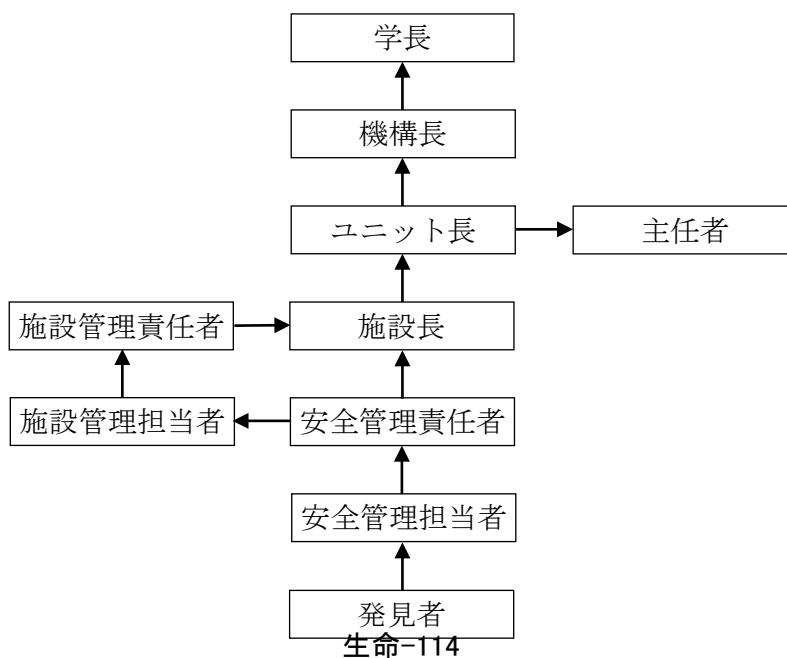 学長
機構長
ユニット長
主任者
施設管理責任者
施設長
施設管理担当者
安全管理責任者
安全管理担当者
発見者
生命-114